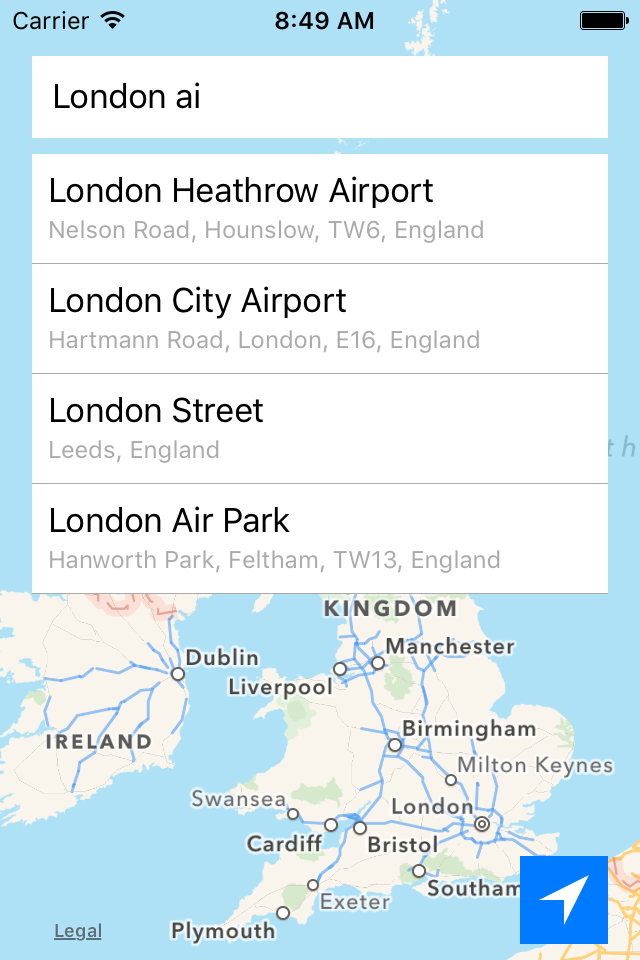 Carrier 8:49 AM
London ai
London Heathrow Airport
Nelson Road, Hounslow, TW6, England
London City Airport
Hartmann Road, London, E16, England
London Street
Leeds, England
London Air Park
Hanworth Park, Feltham, TW13, England
KINGDOM
Manchester
Dublin
Liverpool
Birmingham
IRELAND
Milton Keynes
Swansea
London
Cardiff
Bristol
Southam
Exeter
Plymouth
Legal